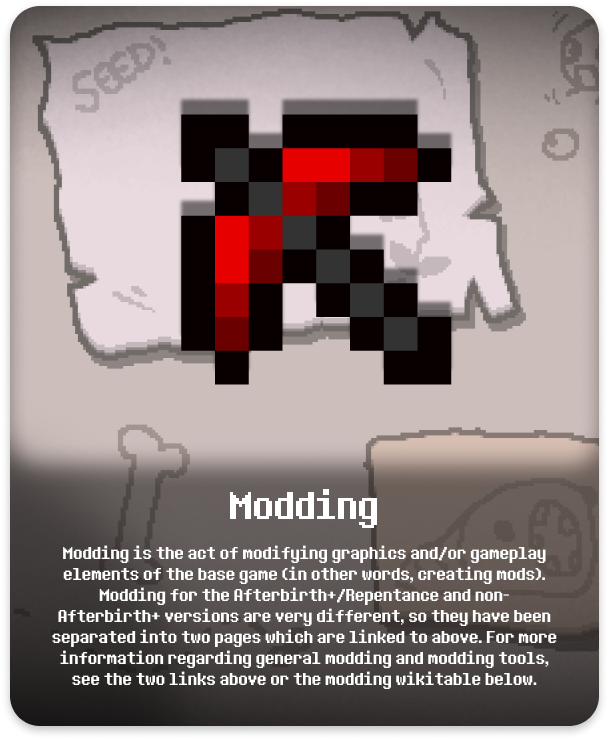 SEED!
Modding
Modding is the act of modifying graphics and/or gameplay
elements of the base game (in other words, creating mods).
Modding for the Afterbirth+/Repentance and non-
Afterbirth+ versions are very different, so they have been
separated into two pages which are linked to above. For more
information regarding general modding and modding tools,
see the two links above or the modding wikitable below.